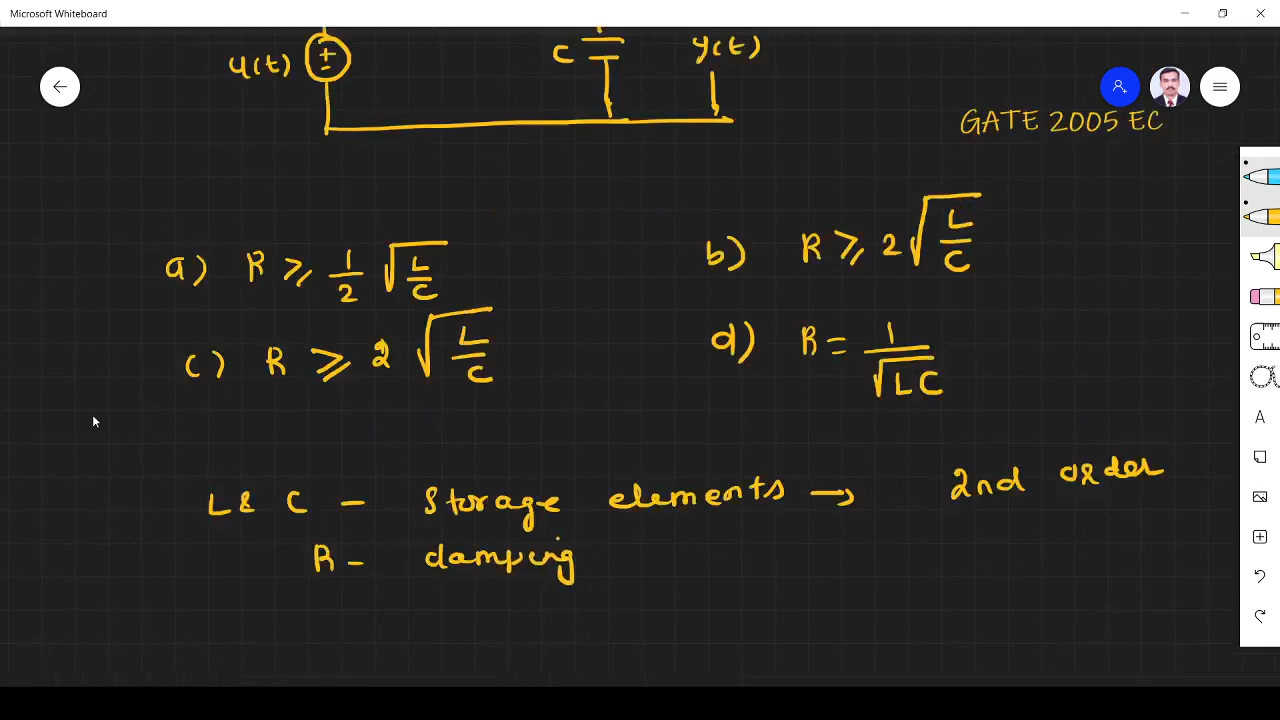 Microsoft Whiteboard
u(t) + - C y(t)
GATE 2005 EC
a) R ≥ 1/2 √(L/C)
b) R ≥ 2 √(L/C)
c) R ≥ 2 √(L/C)
d) R = 1/√(LC)
L & C - Storage elements → 2nd order
R - damping
A